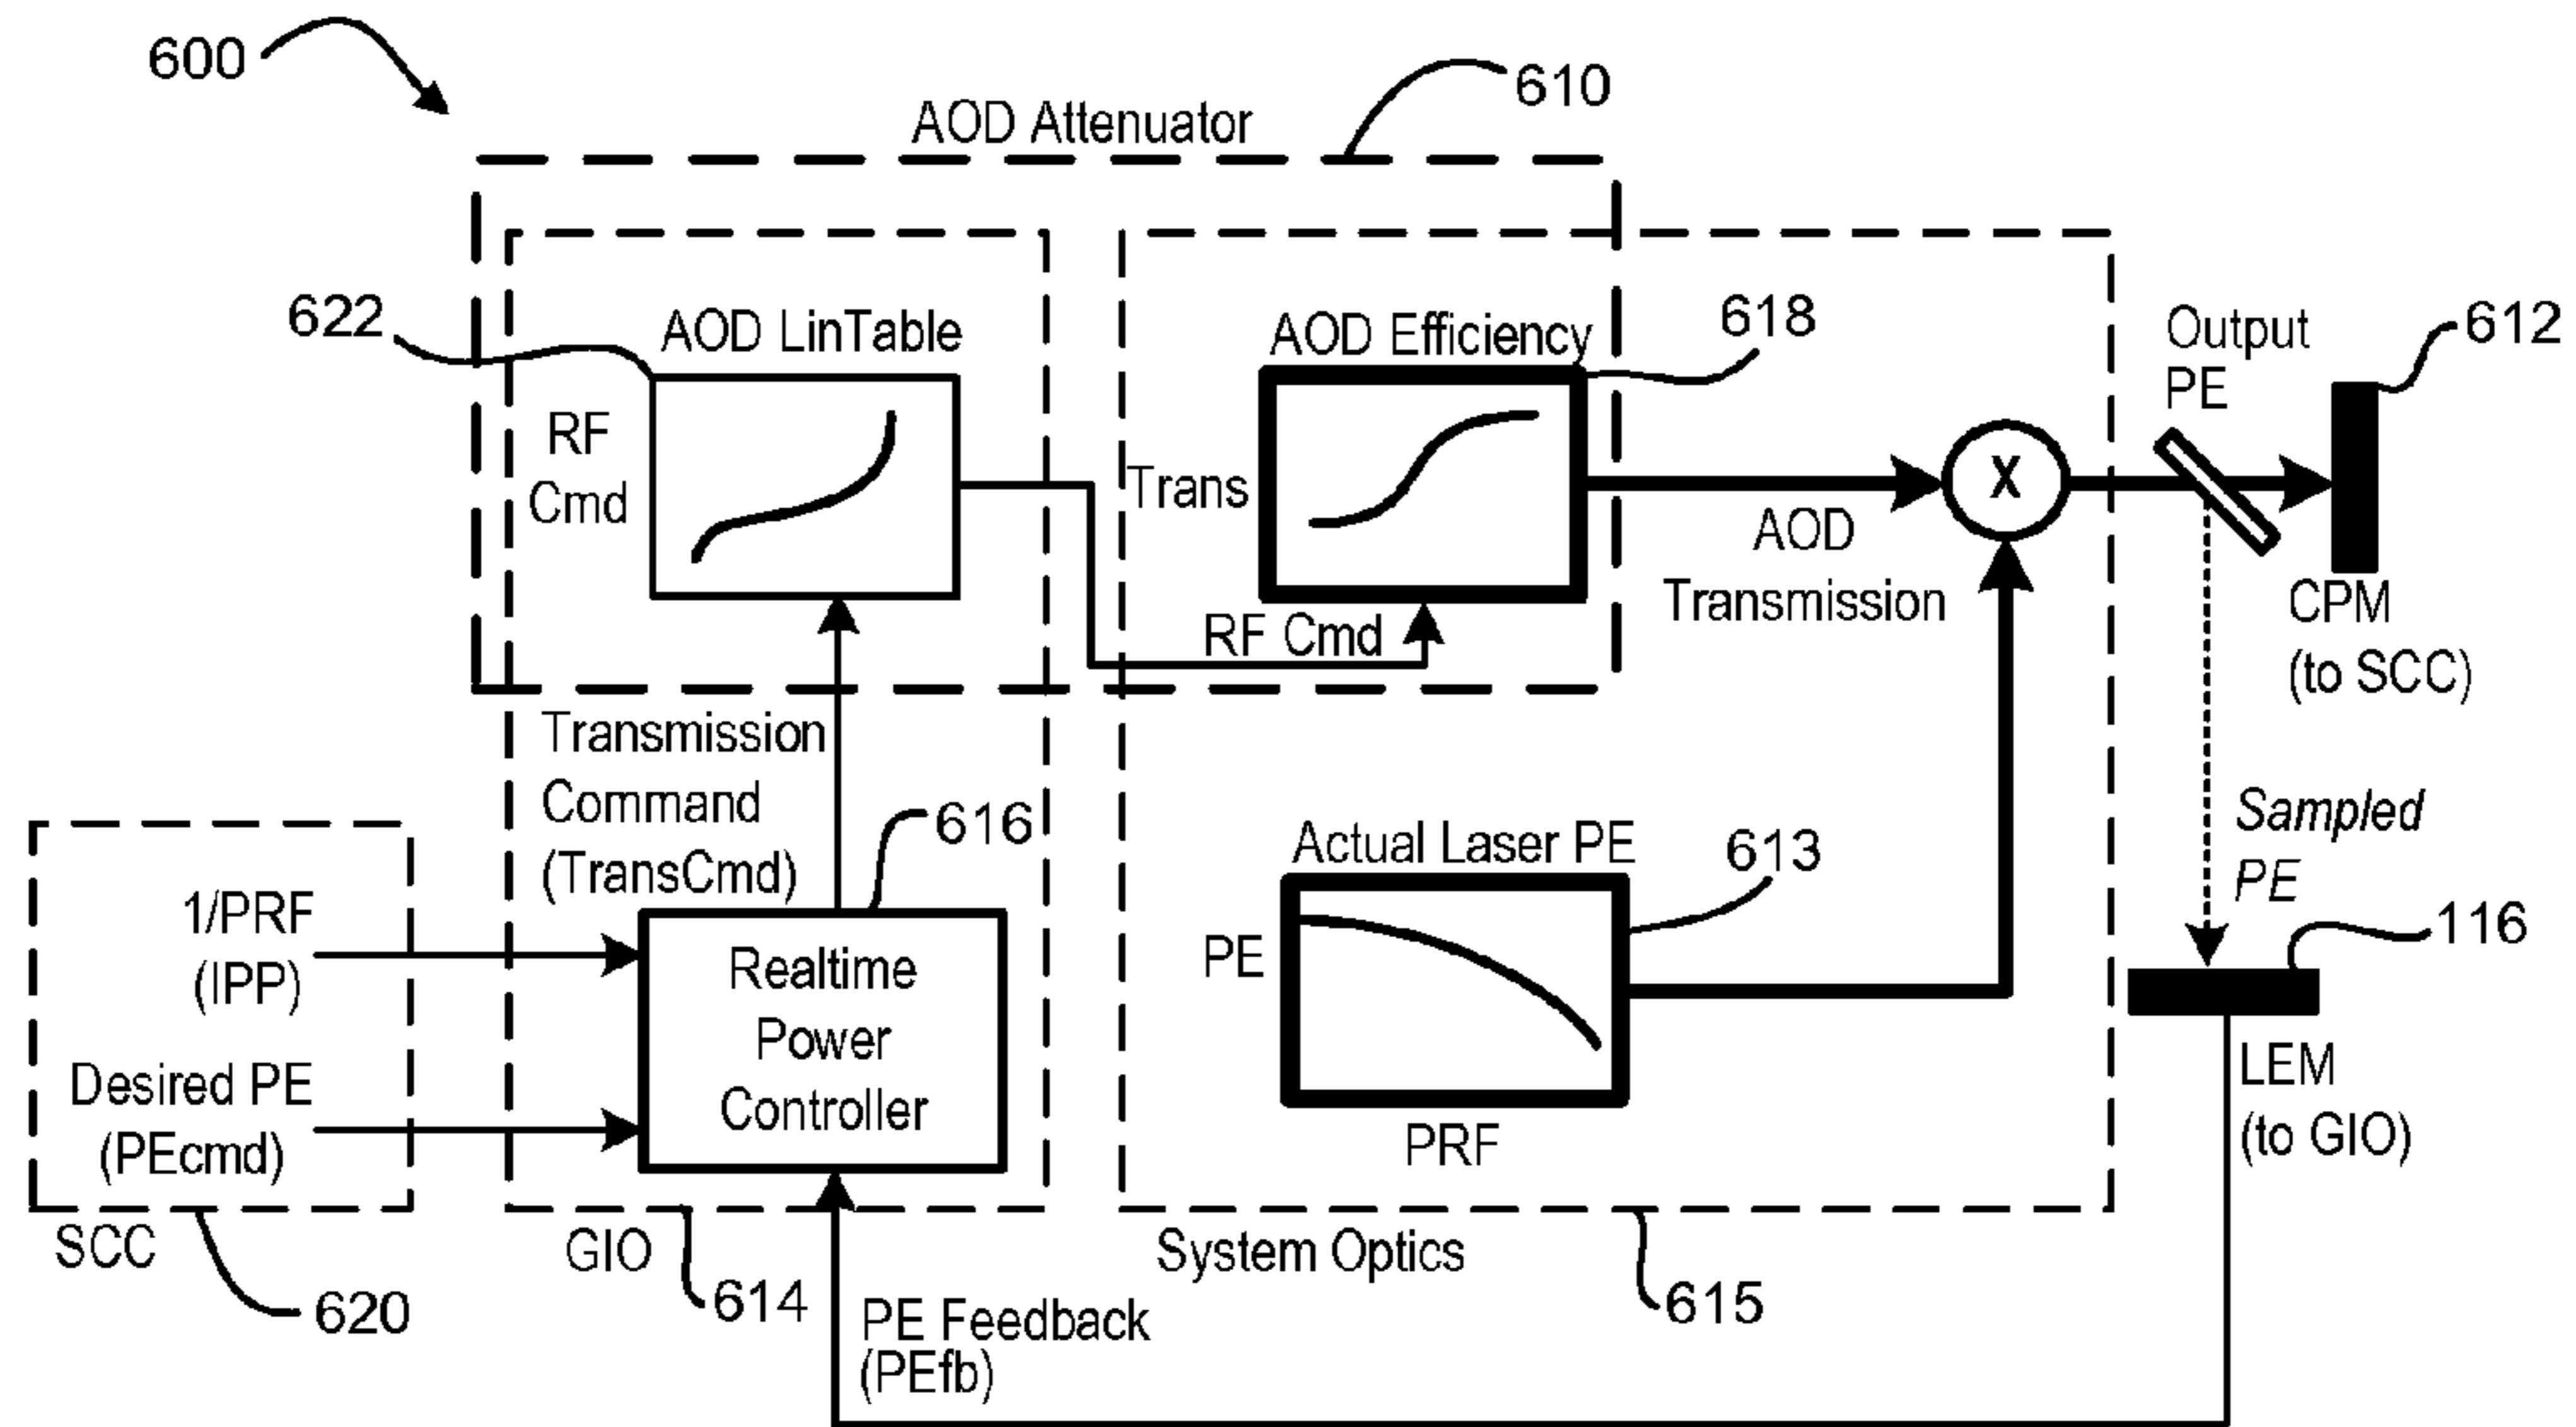 600
610
AOD Attenuator
622
AOD LinTable
RF
Cmd
AOD Efficiency
618
Trans
RF Cmd
AOD
Transmission
X
Output
PE
612
CPM
(to SCC)
Transmission
Command
(TransCmd)
616
Actual Laser PE
613
PE
PRF
Sampled
PE
116
LEM
(to GIO)
1/PRF
(IPP)
Desired PE
(PEcmd)
Realtime
Power
Controller
SCC
620
GIO
614
System Optics
615
PE Feedback
(PEfb)